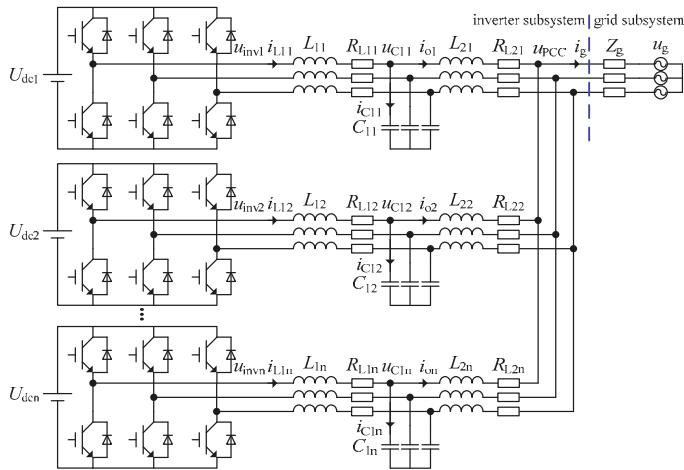 inverter subsystem grid subsystem
uinv1 iL11 L11 RL11 uC11 io1 L21 RL21 uPCC ig Zg ug
Udc1
iC11
C11
uinv2 iL12 L12 RL12 uC12 io2 L22 RL22
Udc2
iC12
C12
uinvn iL1n L1n RL1n uC1n ion L2n RL2n
Udcn
iC1n
C1n